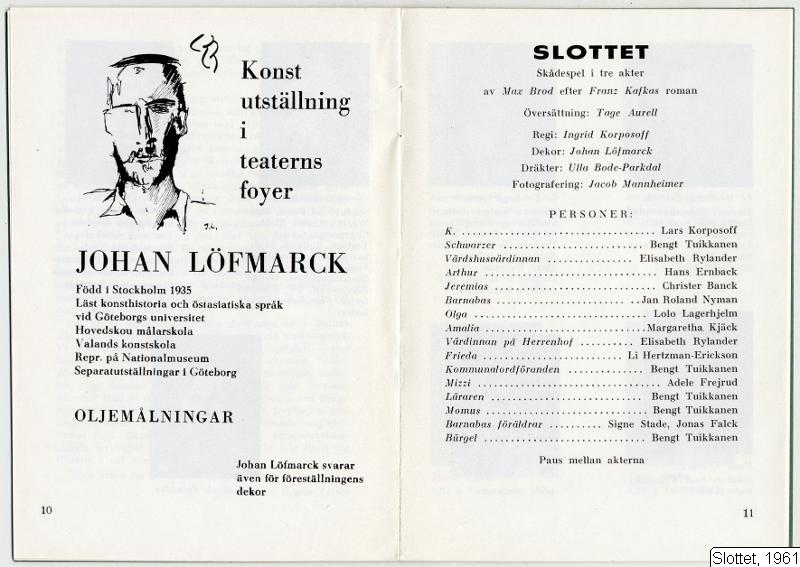 Konst
utställning
i
teaterns
foyer
J.L.
JOHAN LÖFMARCK
Född i Stockholm 1935
Läst konsthistoria och östasiatiska språk
vid Göteborgs universitet
Hovedskou målarskola
Valands konstskola
Repr. på Nationalmuseum
Separatutställningar i Göteborg
OLJEMÅLNINGAR
Johan Löfmarck svarar
även för föreställningens
dekor
10
SLOTTET
Skådespel i tre akter
av Max Brod efter Franz Kafkas roman
Översättning: Tage Aurell
Regi: Ingrid Korposoff
Dekor: Johan Löfmarck
Dräkter: Ulla Bode-Parkdal
Fotografering: Jacob Mannheimer
PERSONER:
K. .................................. Lars Korposoff
Schwarzer ........................ Bengt Tuikkanen
Värdshusvärdinnan ............. Elisabeth Rylander
Arthur ............................... Hans Ernback
Jeremias ............................ Christer Banck
Barnabas .......................... Jan Roland Nyman
Olga .............................. Lolo Lagerhjelm
Amalia ............................ Margaretha Kjäck
Värdinnan på Herrenhof ......... Elisabeth Rylander
Frieda ........................ Li Hertzman-Erickson
Kommunalordföranden ............... Bengt Tuikkanen
Mizzi ................................ Adele Frejrud
Läraren .......................... Bengt Tuikkanen
Momus ............................ Bengt Tuikkanen
Barnabas föräldrar ........... Signe Stade, Jonas Falck
Bürgel ............................ Bengt Tuikkanen
Paus mellan akterna
11
Slottet, 1961